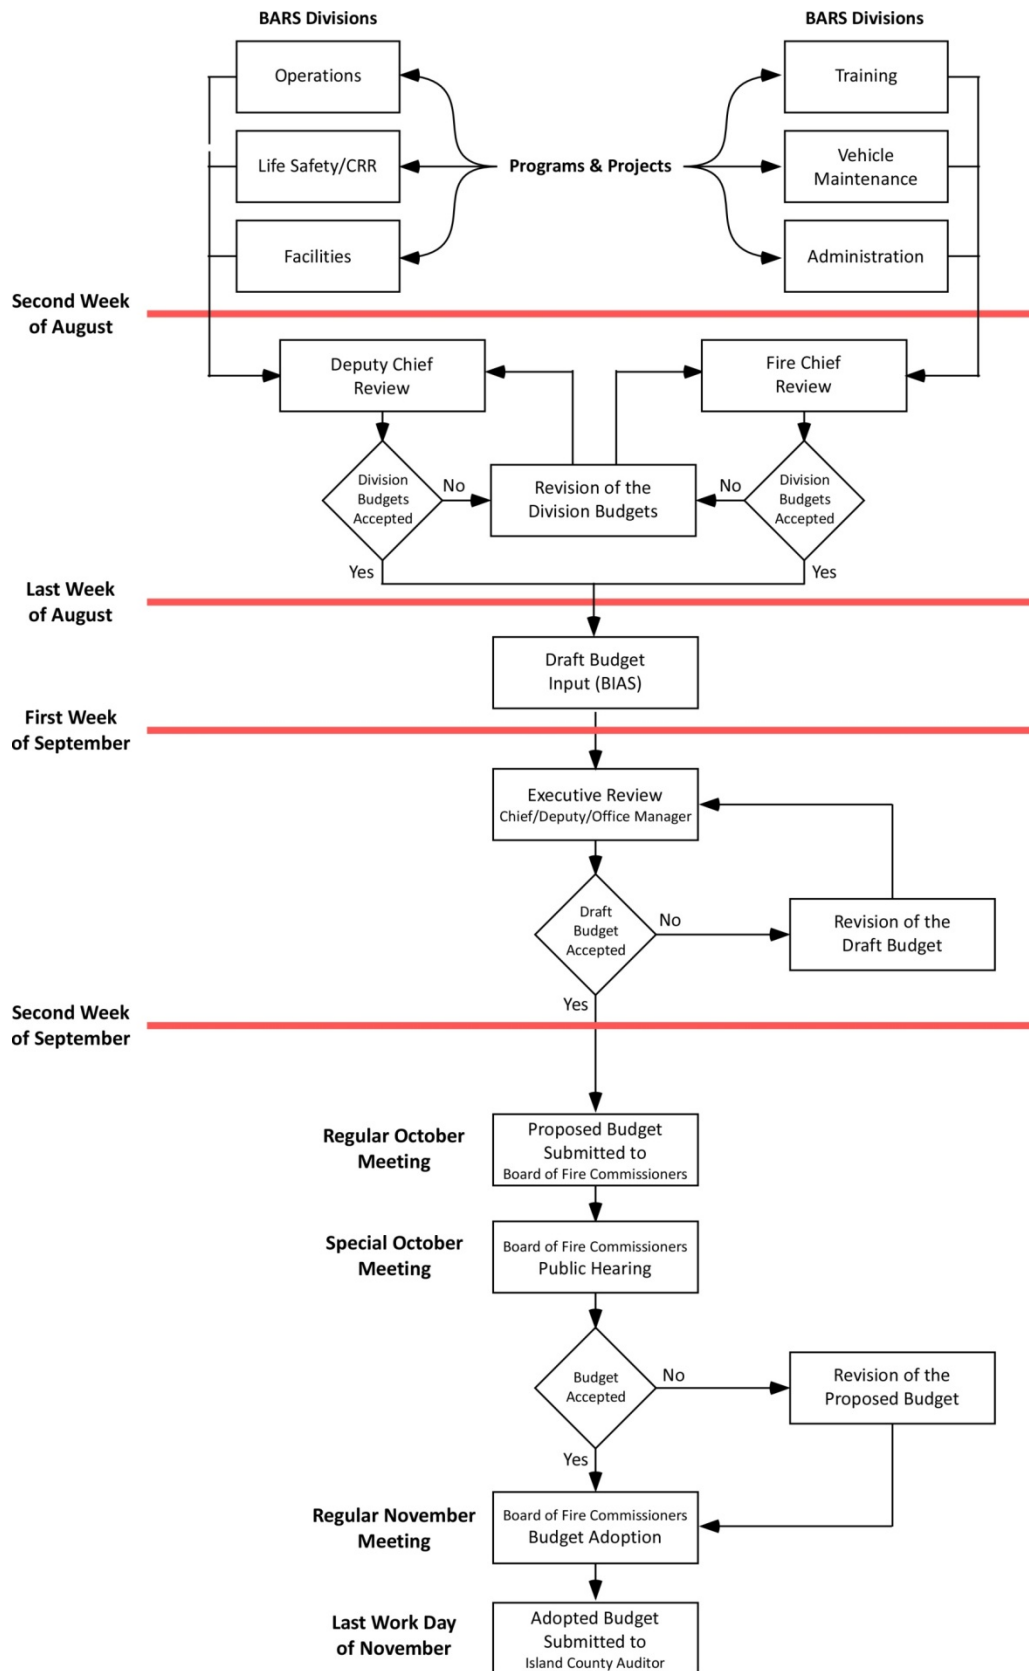 BARS Divisions
BARS Divisions
Operations
Training
Life Safety/CRR
Programs & Projects
Vehicle
Maintenance
Facilities
Administration
Second Week
of August
Deputy Chief
Review
Fire Chief
Review
Division
Budgets
Accepted
No
Revision of the
Division Budgets
No
Division
Budgets
Accepted
Yes
Yes
Last Week
of August
Draft Budget
Input (BIAS)
First Week
of September
Executive Review
Chief/Deputy/Office Manager
Draft
Budget
Accepted
No
Revision of the
Draft Budget
Yes
Second Week
of September
Regular October
Meeting
Proposed Budget
Submitted to
Board of Fire Commissioners
Special October
Meeting
Board of Fire Commissioners
Public Hearing
Budget
Accepted
No
Revision of the
Proposed Budget
Yes
Regular November
Meeting
Board of Fire Commissioners
Budget Adoption
Last Work Day
of November
Adopted Budget
Submitted to
Island County Auditor